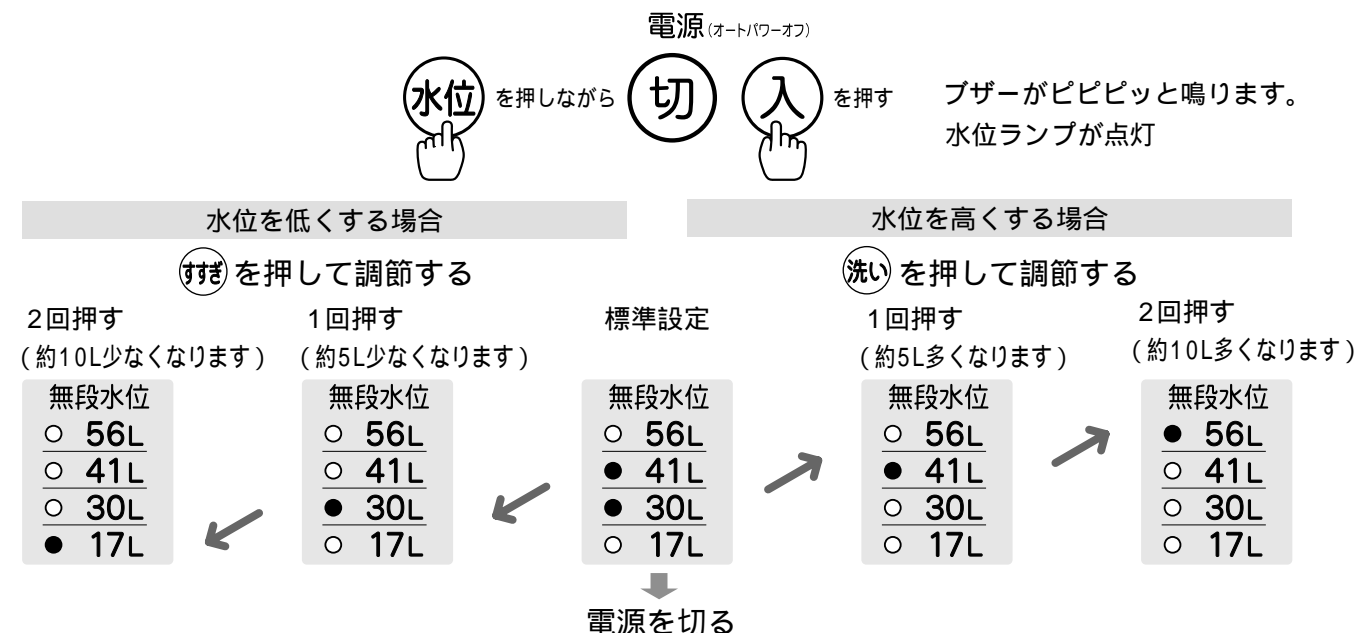 電源(オートパワーオフ)
水位 を押しながら 切 入 を押す
ブザーがピピピッと鳴ります。
水位ランプが点灯
水位を低くする場合
すすぎ を押して調節する
水位を高くする場合
洗い を押して調節する
2回押す
(約10L少なくなります)
無段水位
○ 56L
○ 41L
○ 30L
● 17L
1回押す
(約5L少なくなります)
無段水位
○ 56L
○ 41L
● 30L
○ 17L
標準設定
無段水位
○ 56L
● 41L
● 30L
○ 17L
1回押す
(約5L多くなります)
無段水位
○ 56L
● 41L
○ 30L
○ 17L
2回押す
(約10L多くなります)
無段水位
● 56L
○ 41L
○ 30L
○ 17L
電源を切る